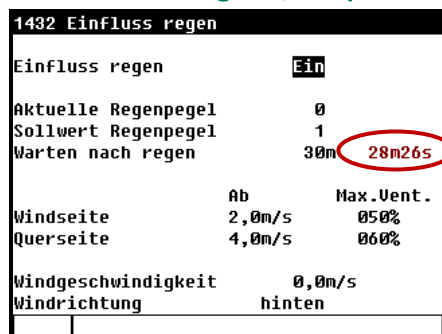 1432 Einfluss regen
Einfluss regen Ein
Aktuelle Regenpegel 0
Sollwert Regenpegel 1
Warten nach regen 30m 28m26s
Ab Max.Vent.
Windseite 2,0m/s 050%
Querseite 4,0m/s 060%
Windgeschwindigkeit 0,0m/s
Windrichtung hinten